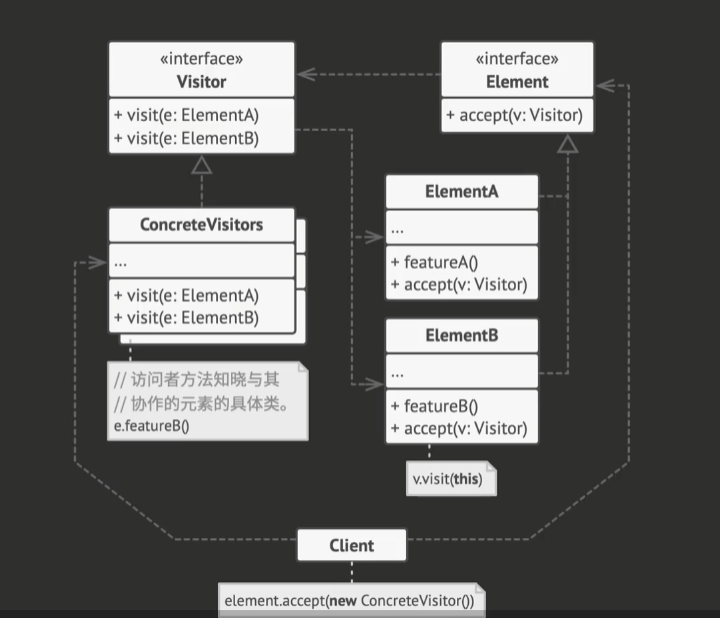 «interface»
Visitor
+ visit(e: ElementA)
+ visit(e: ElementB)
«interface»
Element
+ accept(v: Visitor)
ConcreteVisitors
...
+ visit(e: ElementA)
+ visit(e: ElementB)
// 访问者方法知晓与其
// 协作的元素的具体类。
e.featureB()
ElementA
...
+ featureA()
+ accept(v: Visitor)
ElementB
...
+ featureB()
+ accept(v: Visitor)
v.visit(this)
Client
element.accept(new ConcreteVisitor())